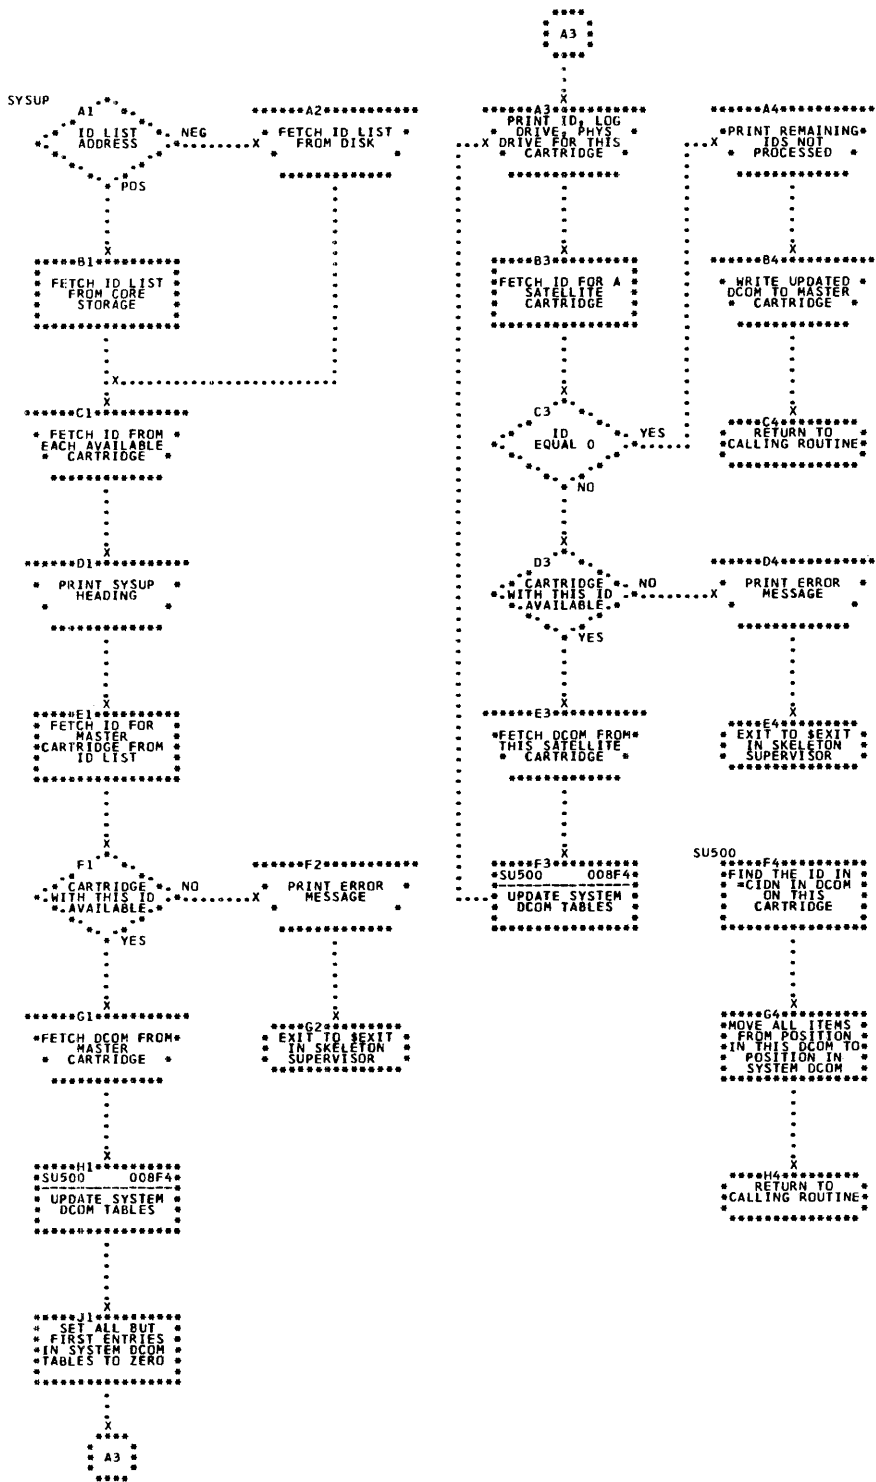 SYSUP
A1
ID LIST
ADDRESS
NEG
POS
A2
FETCH ID LIST
FROM DISK
B1
FETCH ID LIST
FROM CORE
STORAGE
C1
FETCH ID FROM
EACH AVAILABLE
CARTRIDGE
D1
PRINT SYSUP
HEADING
E1
FETCH ID FOR
MASTER
CARTRIDGE FROM
ID LIST
F1
CARTRIDGE
WITH THIS ID
AVAILABLE
NO
YES
F2
PRINT ERROR
MESSAGE
G1
FETCH DCOM FROM
MASTER
CARTRIDGE
G2
EXIT TO $EXIT
IN SKELETON
SUPERVISOR
H1
SU500 008F4
UPDATE SYSTEM
DCOM TABLES
J1
SET ALL BUT
FIRST ENTRIES
IN SYSTEM DCOM
TABLES TO ZERO
A3
A3
A3
PRINT ID, LOG
DRIVE, PHYS
DRIVE FOR THIS
CARTRIDGE
B3
FETCH ID FOR A
SATELLITE
CARTRIDGE
C3
ID
EQUAL 0
YES
NO
D3
CARTRIDGE
WITH THIS ID
AVAILABLE
NO
YES
E3
FETCH DCOM FROM
THIS SATELLITE
CARTRIDGE
F3
SU500 008F4
UPDATE SYSTEM
DCOM TABLES
A4
PRINT REMAINING
IDS NOT
PROCESSED
B4
WRITE UPDATED
DCOM TO MASTER
CARTRIDGE
C4
RETURN TO
CALLING ROUTINE
D4
PRINT ERROR
MESSAGE
E4
EXIT TO $EXIT
IN SKELETON
SUPERVISOR
SU500
F4
FIND THE ID IN
=CIDN IN DCOM
ON THIS
CARTRIDGE
G4
MOVE ALL ITEMS
FROM POSITION
IN THIS DCOM TO
POSITION IN
SYSTEM DCOM
H4
RETURN TO
CALLING ROUTINE